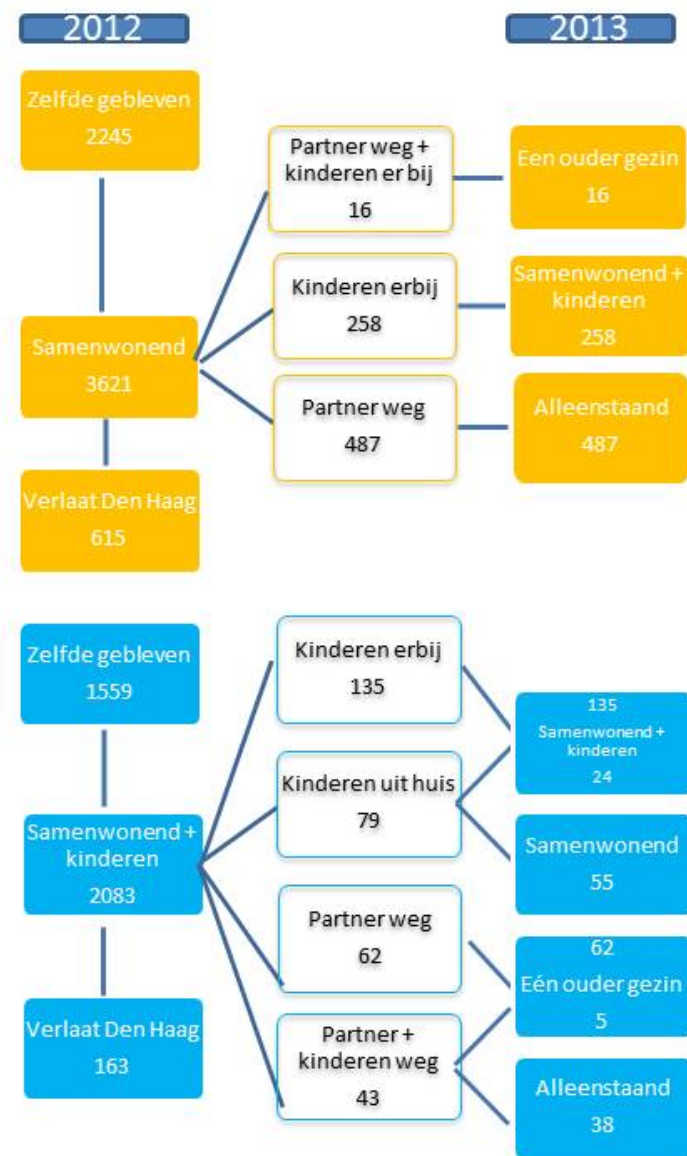 2012
2013
Zelfde gebleven
2245
Partner weg +
kinderen er bij
16
Een ouder gezin
16
Kinderen erbij
258
Samenwonend +
kinderen
258
Samenwonend
3621
Partner weg
487
Alleenstaand
487
Verlaat Den Haag
615
Zelfde gebleven
1559
Kinderen erbij
135
135
Samenwonend +
kinderen
24
Kinderen uit huis
79
Samenwonend +
kinderen
2083
Samenwonend
55
Partner weg
62
62
Eén ouder gezin
5
Verlaat Den Haag
163
Partner +
kinderen weg
43
Alleenstaand
38